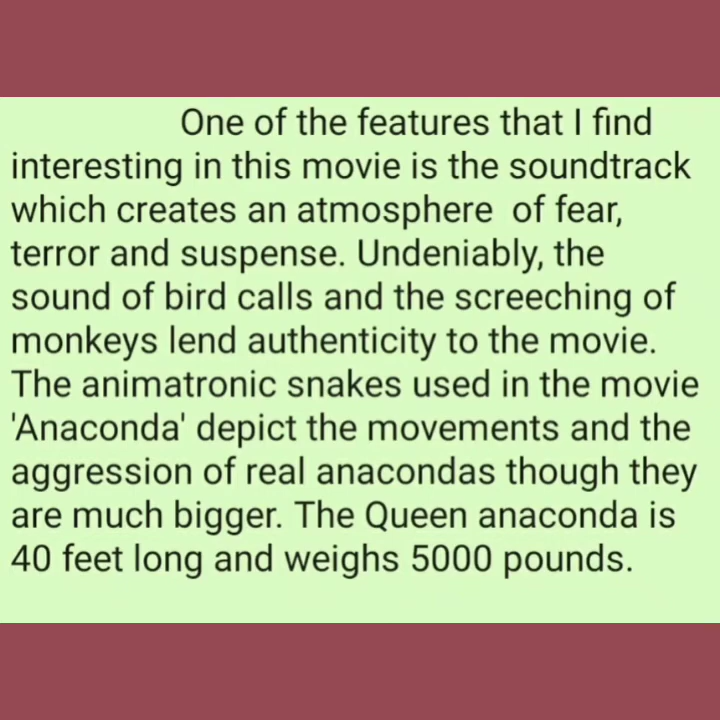 One of the features that I find
interesting in this movie is the soundtrack
which creates an atmosphere  of fear,
terror and suspense. Undeniably, the
sound of bird calls and the screeching of
monkeys lend authenticity to the movie.
The animatronic snakes used in the movie
'Anaconda' depict the movements and the
aggression of real anacondas though they
are much bigger. The Queen anaconda is
40 feet long and weighs 5000 pounds.